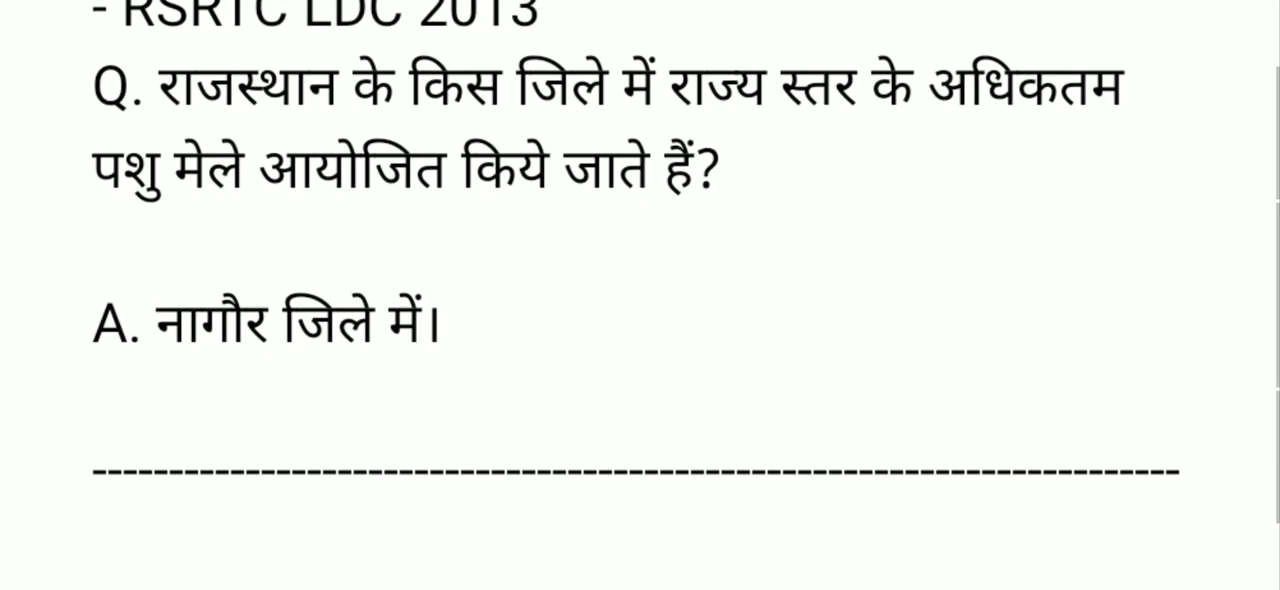 - RSRTC LDC 2013
Q. राजस्थान के किस जिले में राज्य स्तर के अधिकतम
पशु मेले आयोजित किये जाते हैं?
A. नागौर जिले में।
-----------------------------------------------------------------------